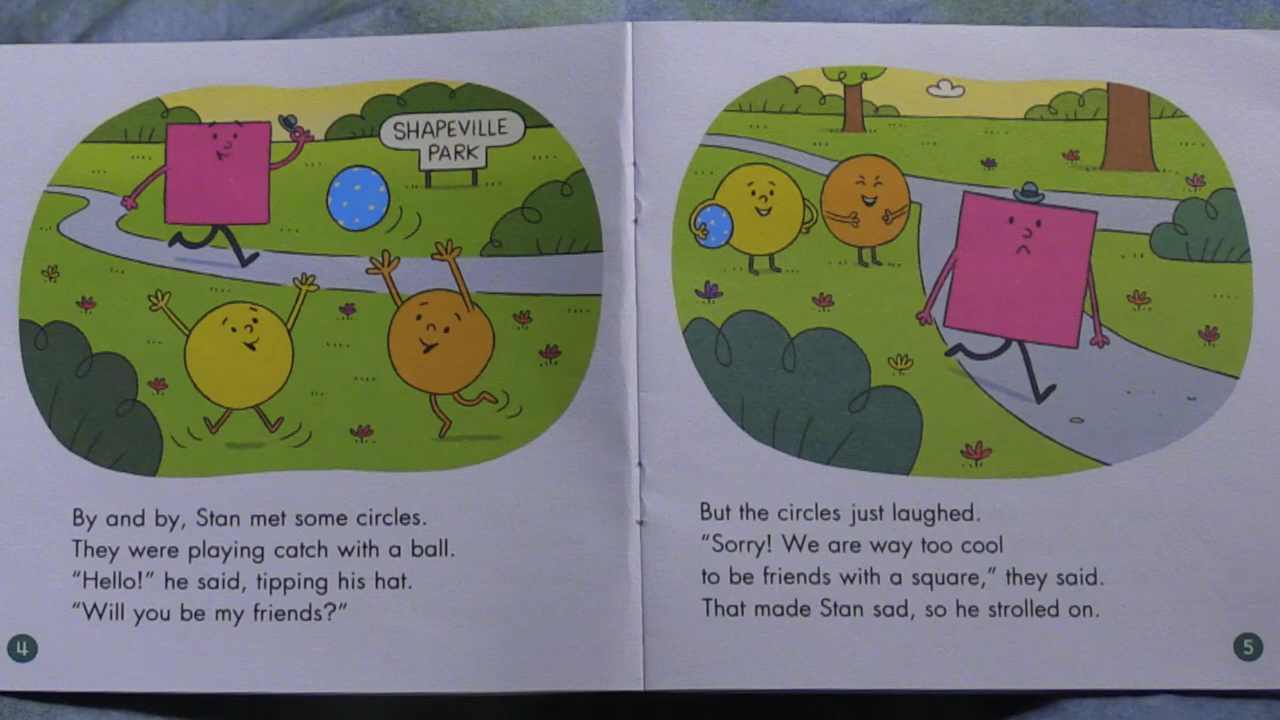 SHAPEVILLE
PARK
By and by, Stan met some circles.
They were playing catch with a ball.
“Hello!” he said, tipping his hat.
“Will you be my friends?”
4
But the circles just laughed.
“Sorry! We are way too cool
to be friends with a square,” they said.
That made Stan sad, so he strolled on.
5